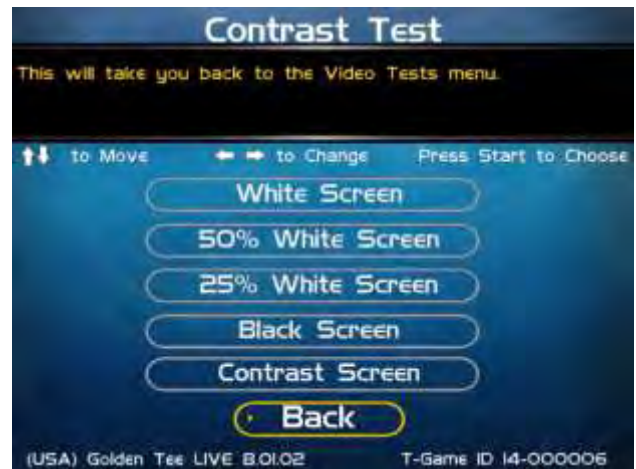 Contrast Test
This will take you back to the Video Tests menu.
to Move to Change Press Start to Choose
White Screen
50% White Screen
25% White Screen
Black Screen
Contrast Screen
Back
(USA) Golden Tee LIVE 8.01.02 T-Game ID 14-000006